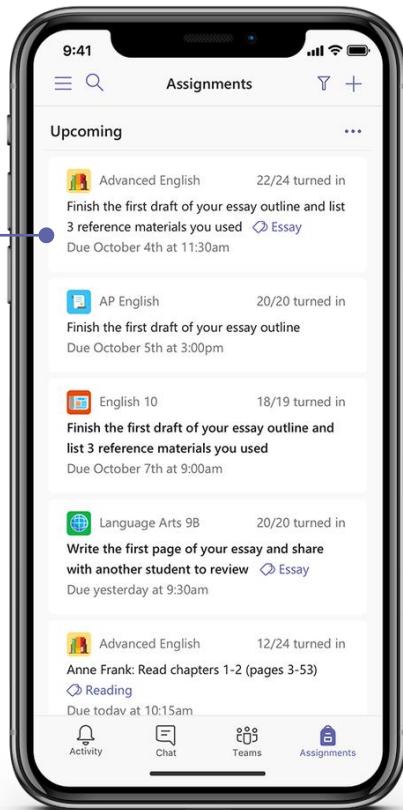 9:41
Assignments
Upcoming
Advanced English 22/24 turned in
Finish the first draft of your essay outline and list
3 reference materials you used Essay
Due October 4th at 11:30am
AP English 20/20 turned in
Finish the first draft of your essay outline
Due October 5th at 3:00pm
English 10 18/19 turned in
Finish the first draft of your essay outline and
list 3 reference materials you used
Due October 7th at 9:00am
Language Arts 9B 20/20 turned in
Write the first page of your essay and share
with another student to review Essay
Due yesterday at 9:30am
Advanced English 12/24 turned in
Anne Frank: Read chapters 1-2 (pages 3-53)
Reading
Due today at 10:15am
Activity Chat Teams Assignments